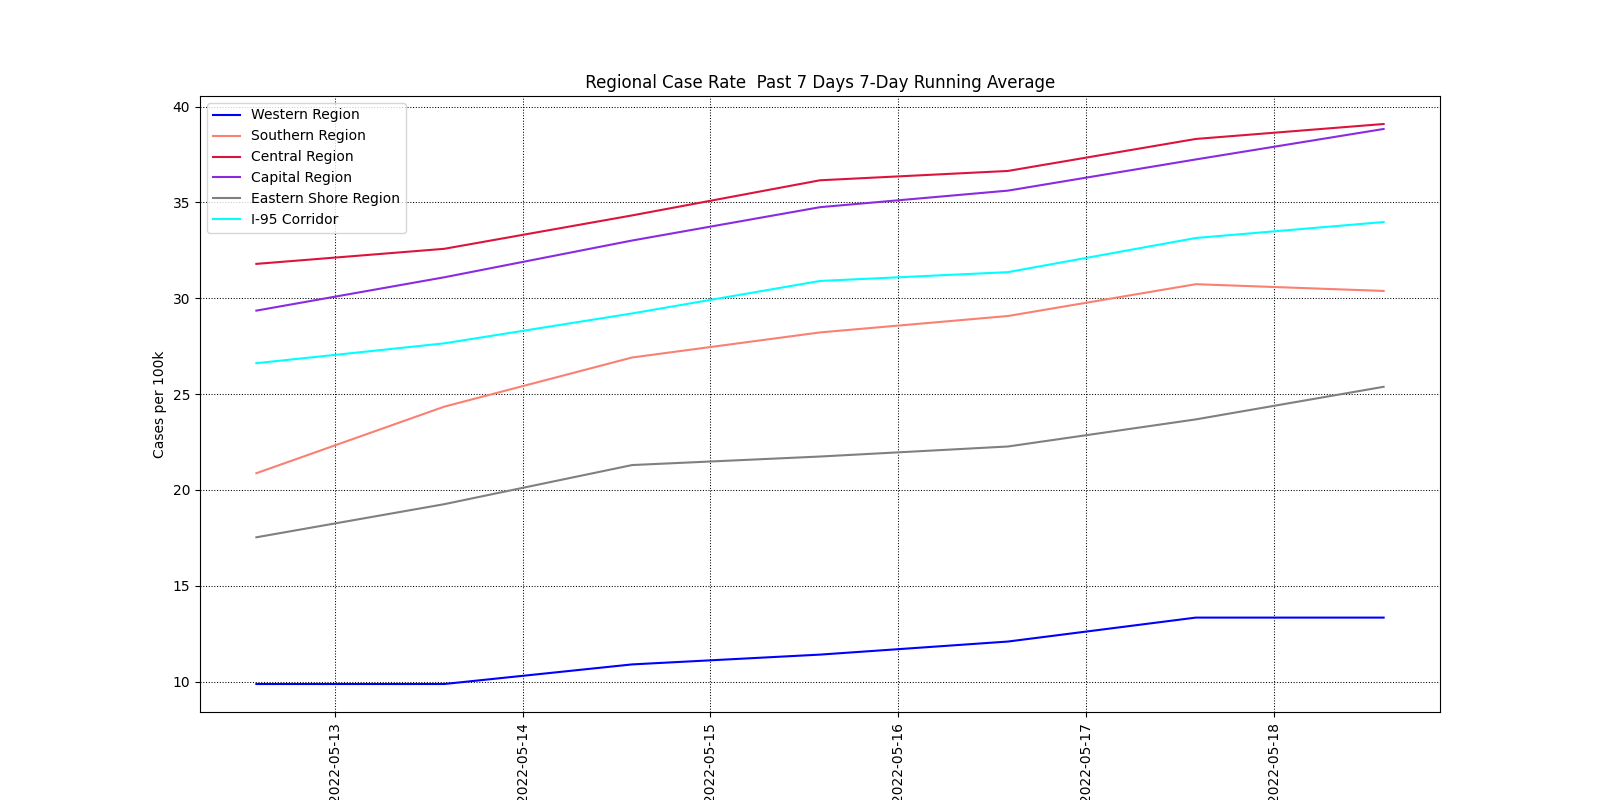 Regional Case Rate  Past 7 Days 7-Day Running Average
Western Region
Southern Region
Central Region
Capital Region
Eastern Shore Region
I-95 Corridor
Cases per 100k
40
35
30
25
20
15
10
2022-05-13
2022-05-14
2022-05-15
2022-05-16
2022-05-17
2022-05-18